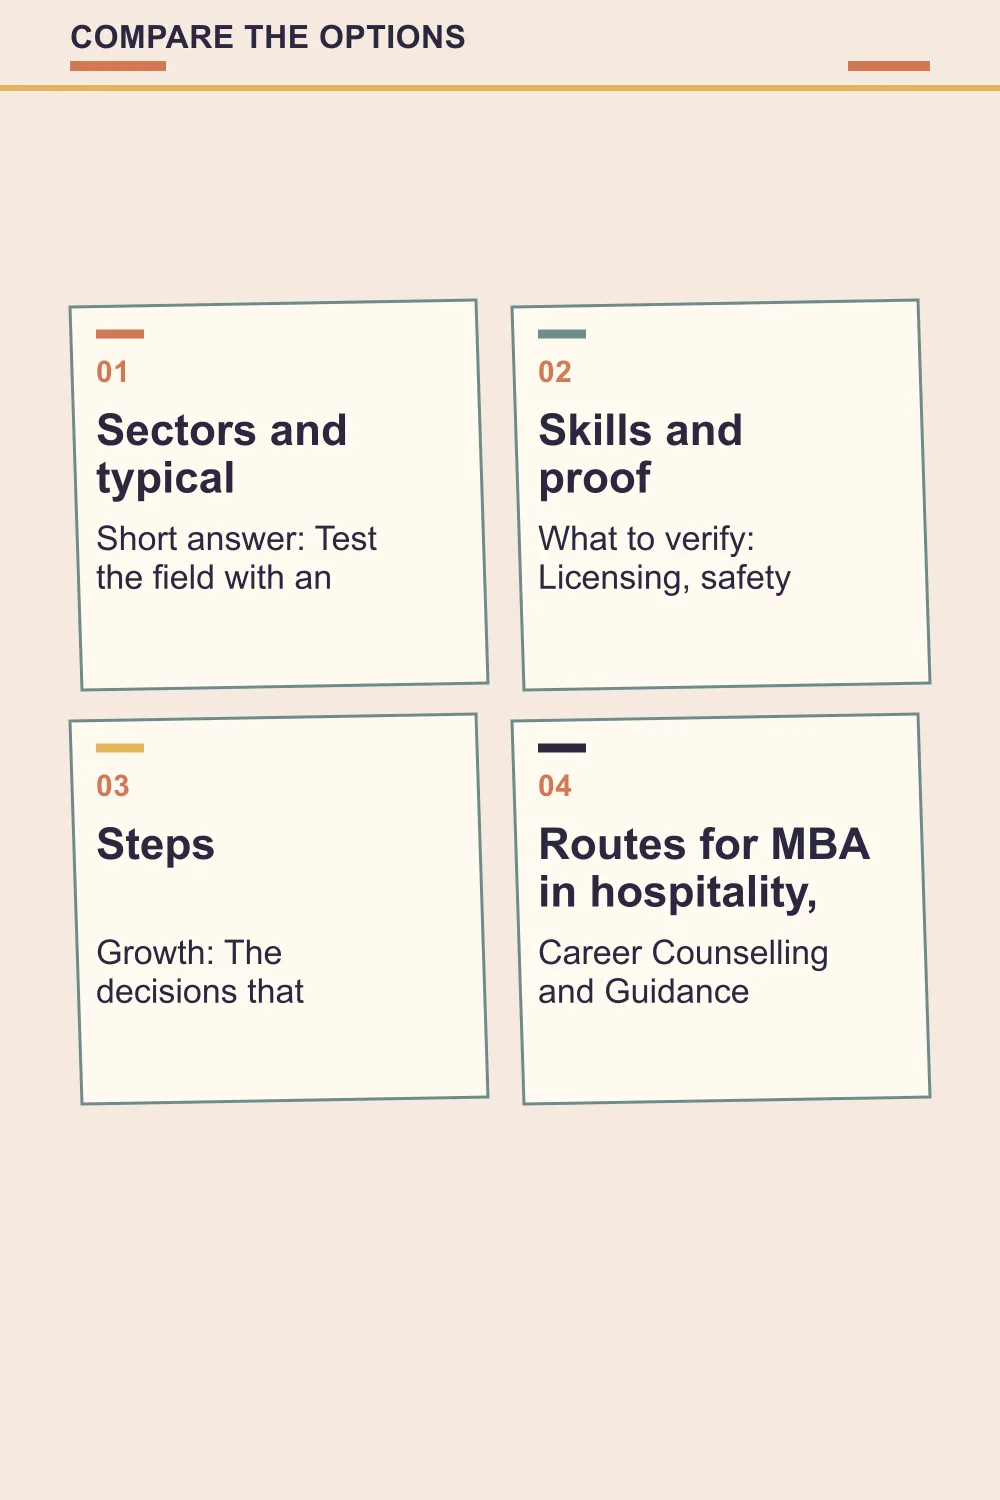 COMPARE THE OPTIONS
01
Sectors and
typical
Short answer: Test
the field with an
02
Skills and
proof
What to verify:
Licensing, safety
03
Steps
Growth: The
decisions that
04
Routes for MBA
in hospitality,
Career Counselling
and Guidance